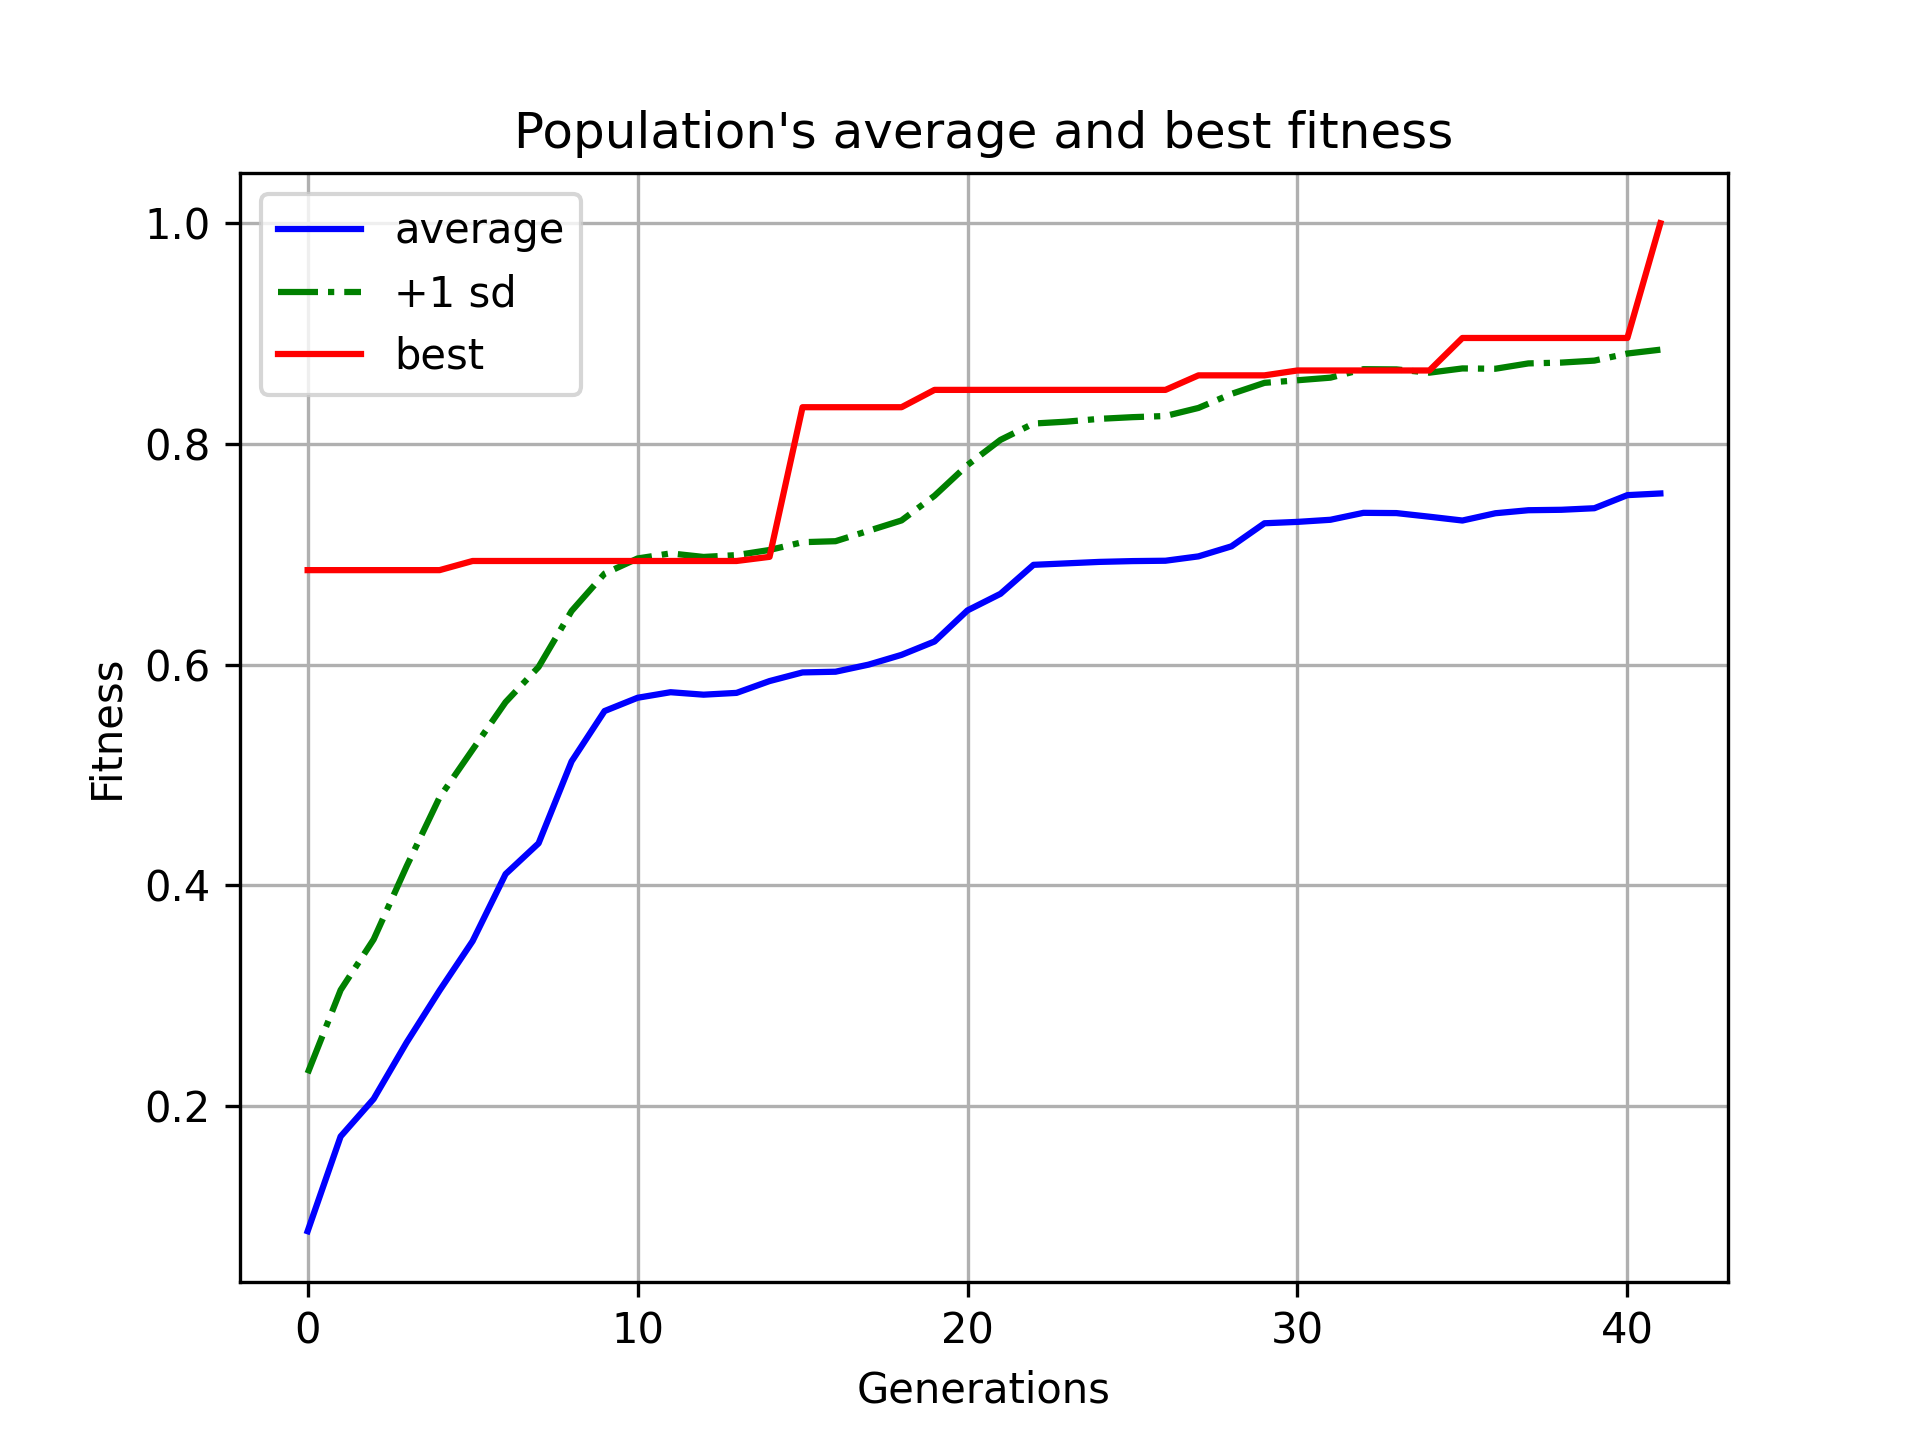 Population's average and best fitness
average
+1 sd
best
1.0
0.8
0.6
0.4
0.2
Fitness
0 10 20 30 40
Generations